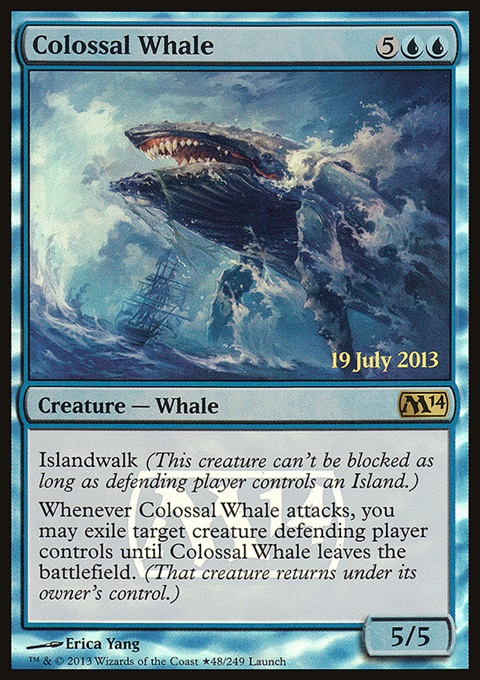 Colossal Whale 5
19 July 2013
Creature — Whale M14
Islandwalk (This creature can't be blocked as
long as defending player controls an Island.)
Whenever Colossal Whale attacks, you
may exile target creature defending player
controls until Colossal Whale leaves the
battlefield. (That creature returns under its
owner's control.)
M14
Erica Yang
5/5
™ & © 2013 Wizards of the Coast ★48/249 Launch